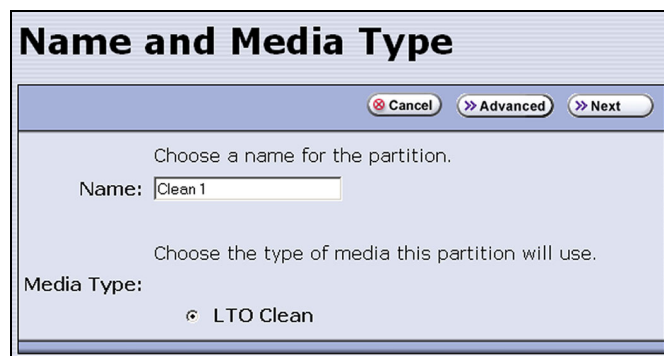 Name and Media Type
Cancel Advanced Next
Choose a name for the partition.
Name: Clean 1
Choose the type of media this partition will use.
Media Type:
LTO Clean